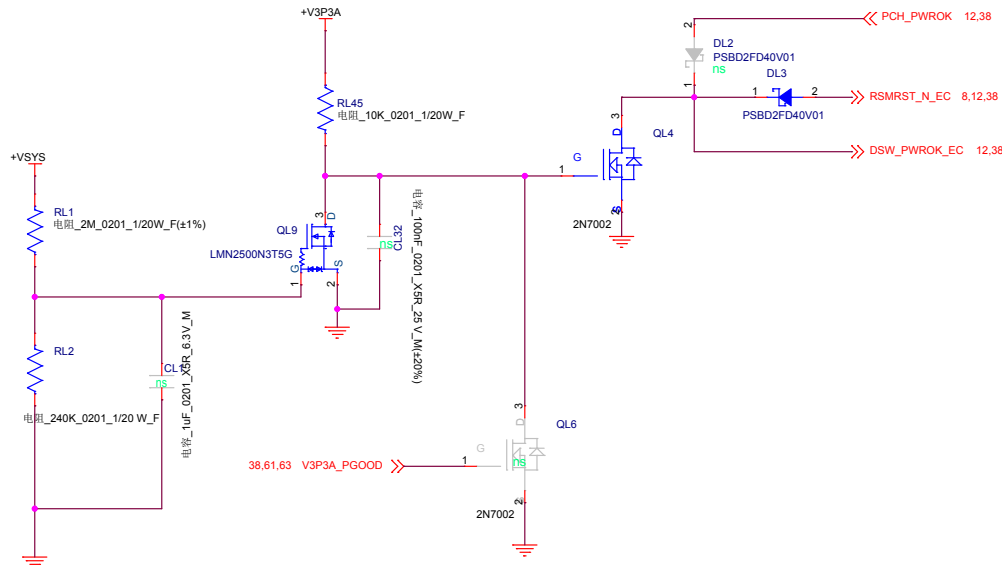 +V3P3A
2
PCH_PWROK 12,38
DL2
PSBD2FD40V01
ns
1
DL3
1
2
RSMRST_N_EC 8,12,38
PSBD2FD40V01
RL45
电阻_10K_0201_1/20W_F
3
D
QL4
DSW_PWROK_EC 12,38
+VSYS
G
1
S
2
2N7002
RL1
电阻_2M_0201_1/20W_F(±1%)
3
D
QL9
LMN2500N3T5G
G
S
1
2
ns
CL32
电容_100nF_0201_X5R_25 V_M(±20%)
RL2
CL1
ns
电容_1uF_0201_X5R_6.3V_M
电阻_240K_0201_1/20 W_F
3
D
QL6
G
ns
38,61,63 V3P3A_PGOOD
1
2
2N7002